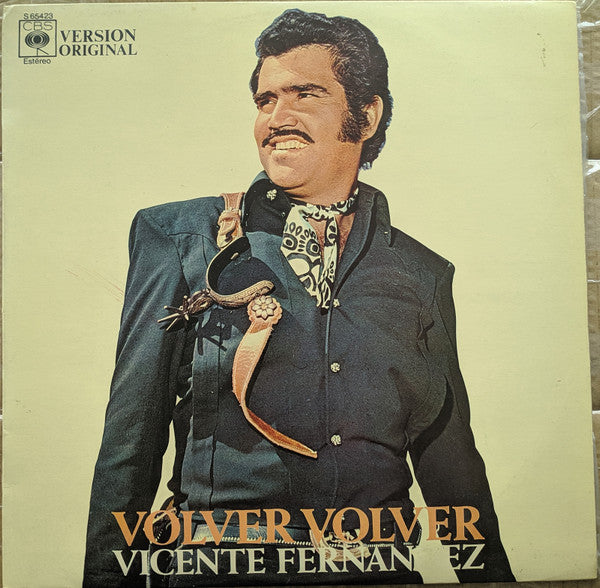 S 65423
CBS
Estéreo
VERSION
ORIGINAL
VOLVER VOLVER
VICENTE FERNANDEZ